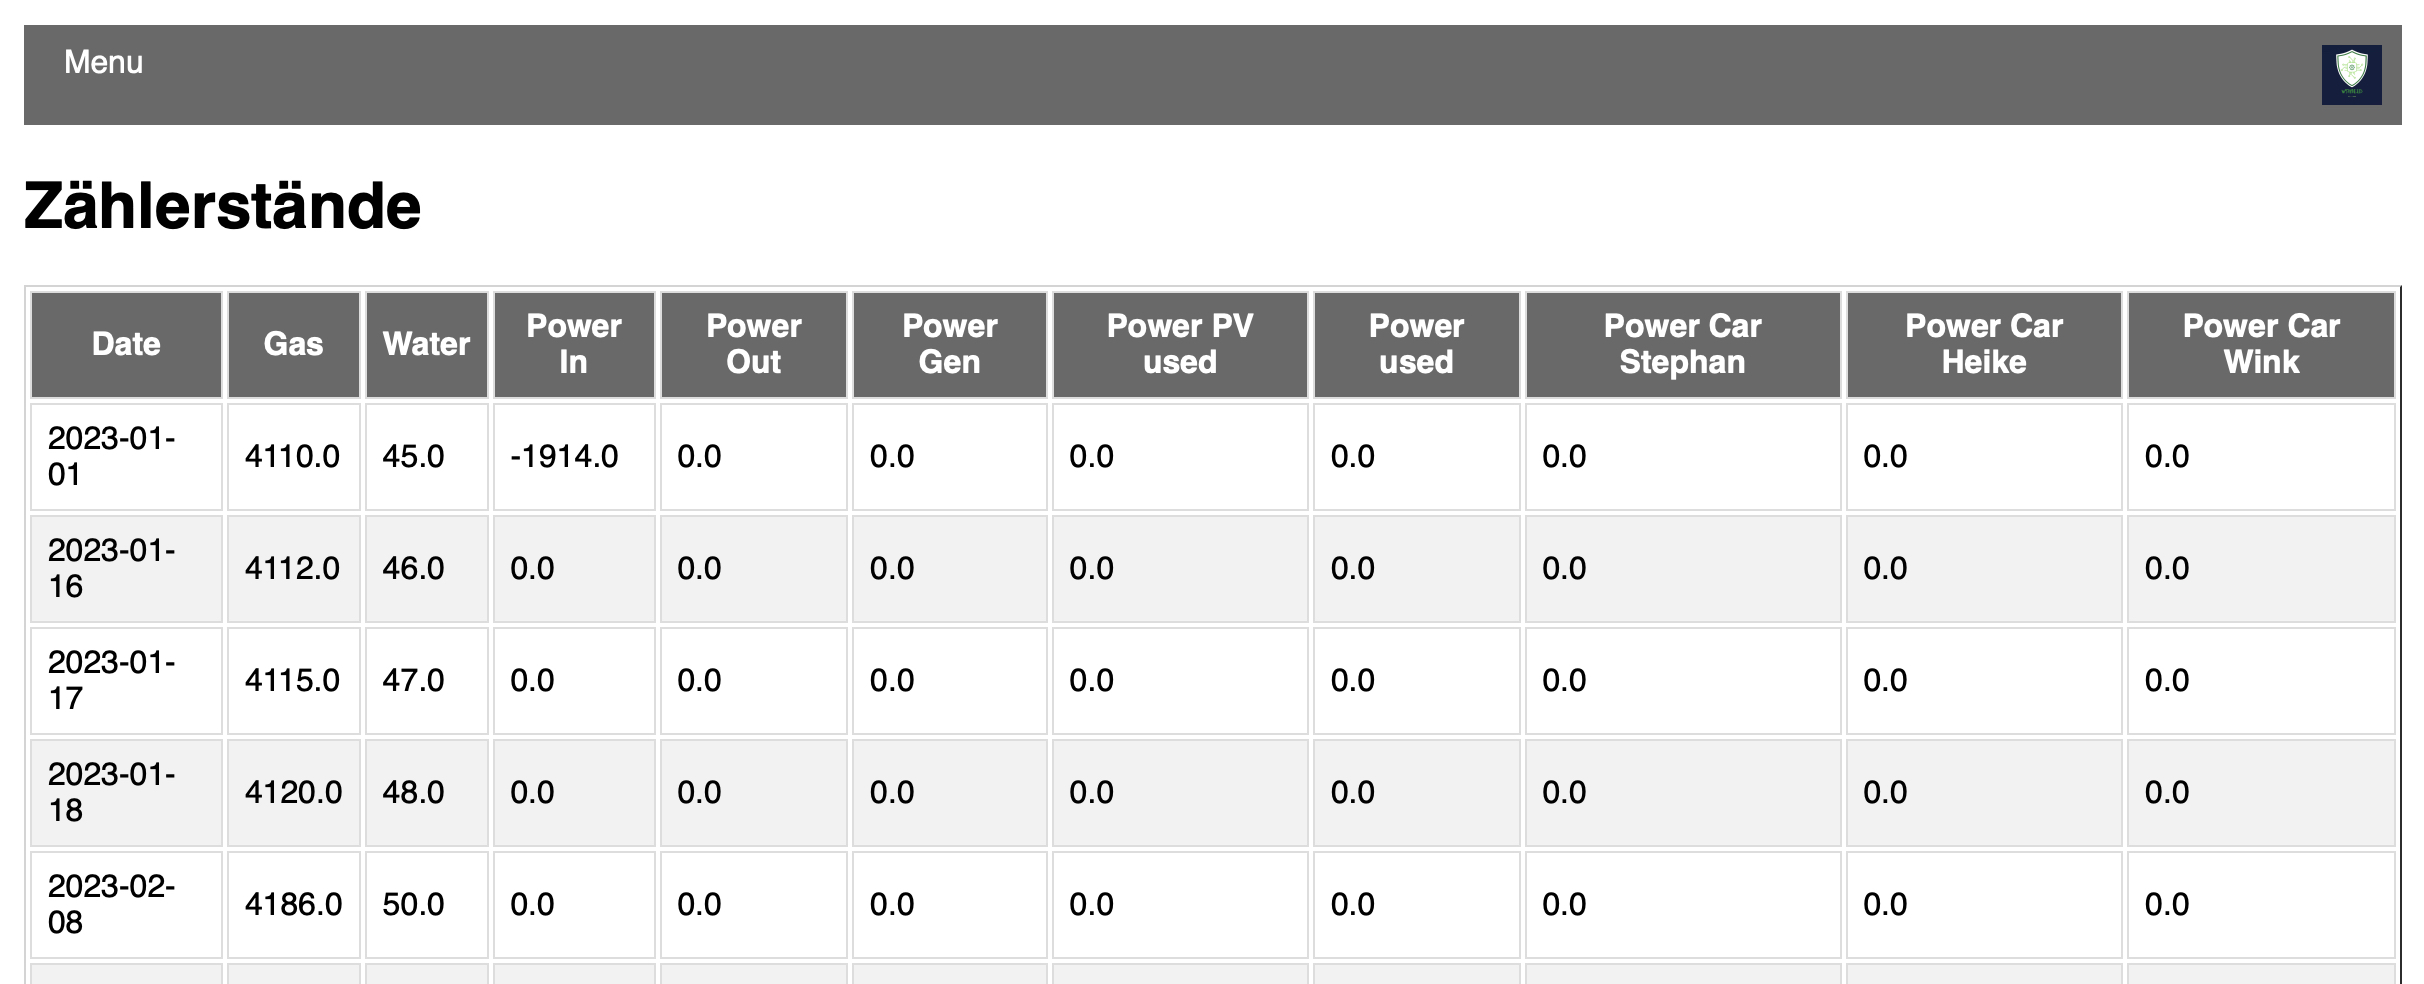 Menu
Zählerstände
Date Gas Water Power In Power Out Power Gen Power PV used Power used Power Car Stephan Power Car Heike Power Car Wink
2023-01-01 4110.0 45.0 -1914.0 0.0 0.0 0.0 0.0 0.0 0.0 0.0
2023-01-16 4112.0 46.0 0.0 0.0 0.0 0.0 0.0 0.0 0.0 0.0
2023-01-17 4115.0 47.0 0.0 0.0 0.0 0.0 0.0 0.0 0.0 0.0
2023-01-18 4120.0 48.0 0.0 0.0 0.0 0.0 0.0 0.0 0.0 0.0
2023-02-08 4186.0 50.0 0.0 0.0 0.0 0.0 0.0 0.0 0.0 0.0